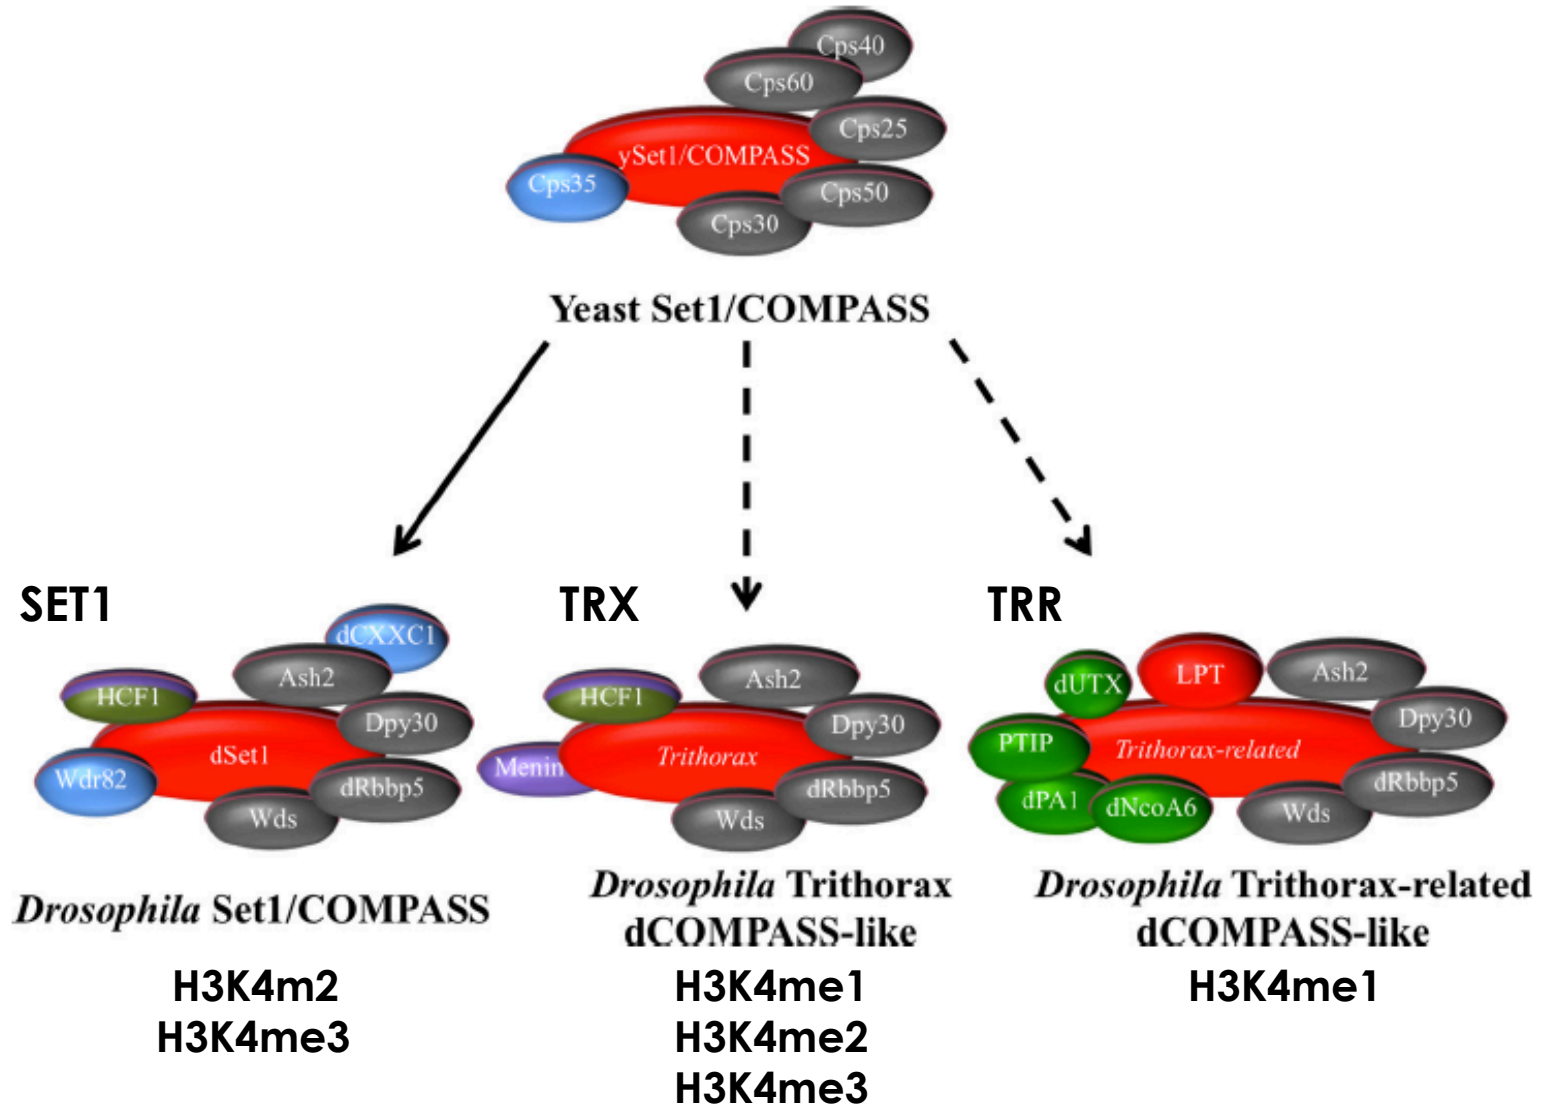 Cps40
Cps60
Cps25
ySet1/COMPASS
Cps35
Cps50
Cps30
Yeast Set1/COMPASS
SET1
dCXXC1
Ash2
HCF1
Dpy30
dSet1
Wdr82
dRbbp5
Wds
Drosophila Set1/COMPASS
H3K4m2
H3K4me3
TRX
Ash2
HCF1
Dpy30
Trithorax
Menin
dRbbp5
Wds
Drosophila Trithorax
dCOMPASS-like
H3K4me1
H3K4me2
H3K4me3
TRR
LPT
Ash2
dUTX
Dpy30
PTIP
Trithorax-related
dRbbp5
dPA1
dNcoA6
Wds
Drosophila Trithorax-related
dCOMPASS-like
H3K4me1